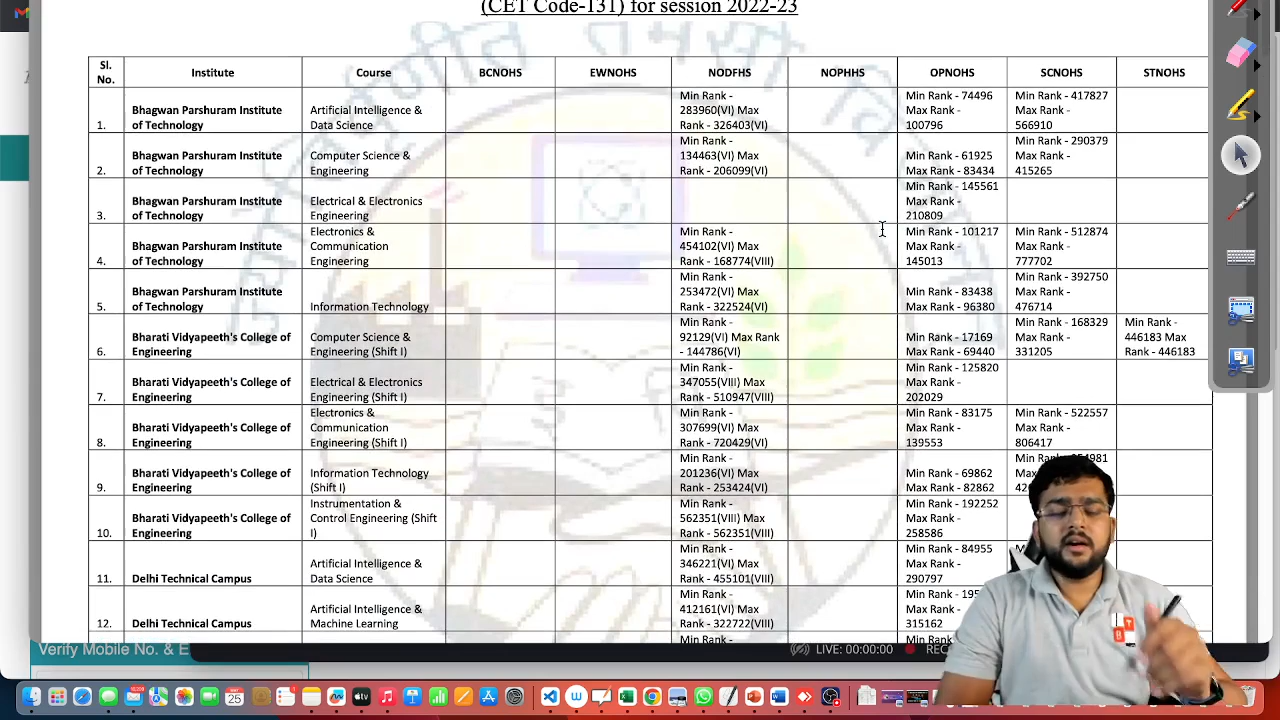 (CET Code-131) for session 2022-23
Sl. No. Institute Course BCNOHS EWNOHS NODFHS NOPHHS OPNOHS SCNOHS STNOHS
1. Bhagwan Parshuram Institute of Technology Artificial Intelligence & Data Science Min Rank - 283960(VI) Max Rank - 326403(VI) Min Rank - 74496 Max Rank - 100796 Min Rank - 417827 Max Rank - 566910
2. Bhagwan Parshuram Institute of Technology Computer Science & Engineering Min Rank - 134463(VI) Max Rank - 206099(VI) Min Rank - 61925 Max Rank - 83434 Min Rank - 290379 Max Rank - 415265
3. Bhagwan Parshuram Institute of Technology Electrical & Electronics Engineering Min Rank - 145561 Max Rank - 210809
4. Bhagwan Parshuram Institute of Technology Electronics & Communication Engineering Min Rank - 454102(VI) Max Rank - 168774(VIII) Min Rank - 101217 Max Rank - 145013 Min Rank - 512874 Max Rank - 777702
5. Bhagwan Parshuram Institute of Technology Information Technology Min Rank - 253472(VI) Max Rank - 322524(VI) Min Rank - 83438 Max Rank - 96380 Min Rank - 392750 Max Rank - 476714
6. Bharati Vidyapeeth's College of Engineering Computer Science & Engineering (Shift I) Min Rank - 92129(VI) Max Rank - 144786(VI) Min Rank - 17169 Max Rank - 69440 Min Rank - 168329 Max Rank - 331205 Min Rank - 446183 Max Rank - 446183
7. Bharati Vidyapeeth's College of Engineering Electrical & Electronics Engineering (Shift I) Min Rank - 347055(VIII) Max Rank - 510947(VIII) Min Rank - 125820 Max Rank - 202029
8. Bharati Vidyapeeth's College of Engineering Electronics & Communication Engineering (Shift I) Min Rank - 307699(VI) Max Rank - 720429(VI) Min Rank - 83175 Max Rank - 139553 Min Rank - 522557 Max Rank - 806417
9. Bharati Vidyapeeth's College of Engineering Information Technology (Shift I) Min Rank - 201236(VI) Max Rank - 253424(VI) Min Rank - 69862 Max Rank - 82862 Min
10. Bharati Vidyapeeth's College of Engineering Instrumentation & Control Engineering (Shift I) Min Rank - 562351(VII) Max Rank - 562351(VII) Min Rank - 192252 Max Rank - 258586
11. Delhi Technical Campus Artificial Intelligence & Data Science Min Rank - 346221(VI) Max Rank - 455101(VIII) Min Rank - 84955 Max Rank - 290797
12. Delhi Technical Campus Artificial Intelligence & Machine Learning Min Rank - 412161(VI) Max Rank - 322722(VIII) Min Rank - Max Rank - 315162
Min Rank - Min Rank
Verify Mobile No. & E
LIVE: 00:00:00 REC